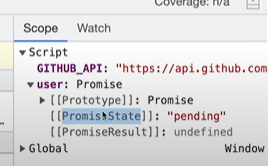 Coverage: n/a
Scope Watch
Script
GITHUB_API: "https://api.github.com
user: Promise
[[Prototype]]: Promise
[[PromiseState]]: "pending"
[[PromiseResult]]: undefined
Global Window